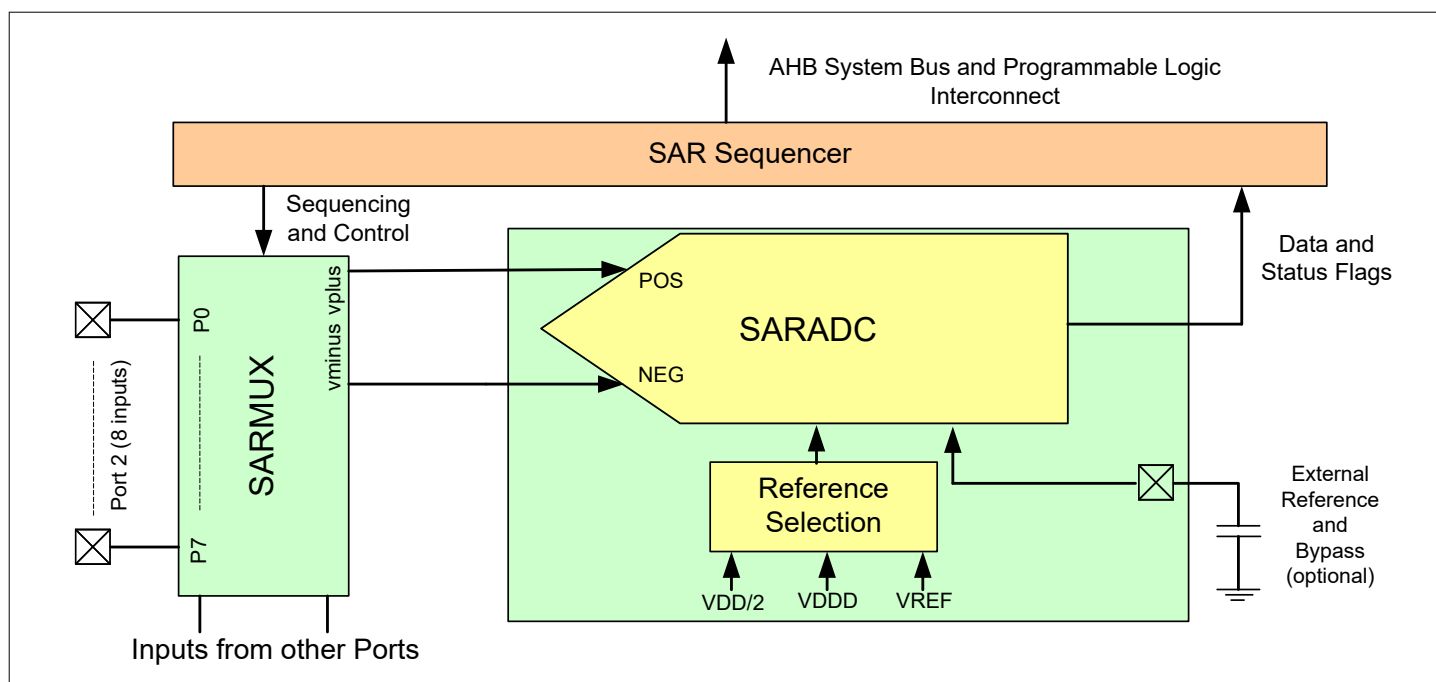 AHB System Bus and Programmable Logic
Interconnect
SAR Sequencer
Sequencing
and Control
Data and
Status Flags
vminus vplus
POS
P0
SARADC
SARMUX
Port 2 (8 inputs)
NEG
P7
Reference
Selection
External
Reference
and
Bypass
(optional)
VDD/2
VDDD
VREF
Inputs from other Ports